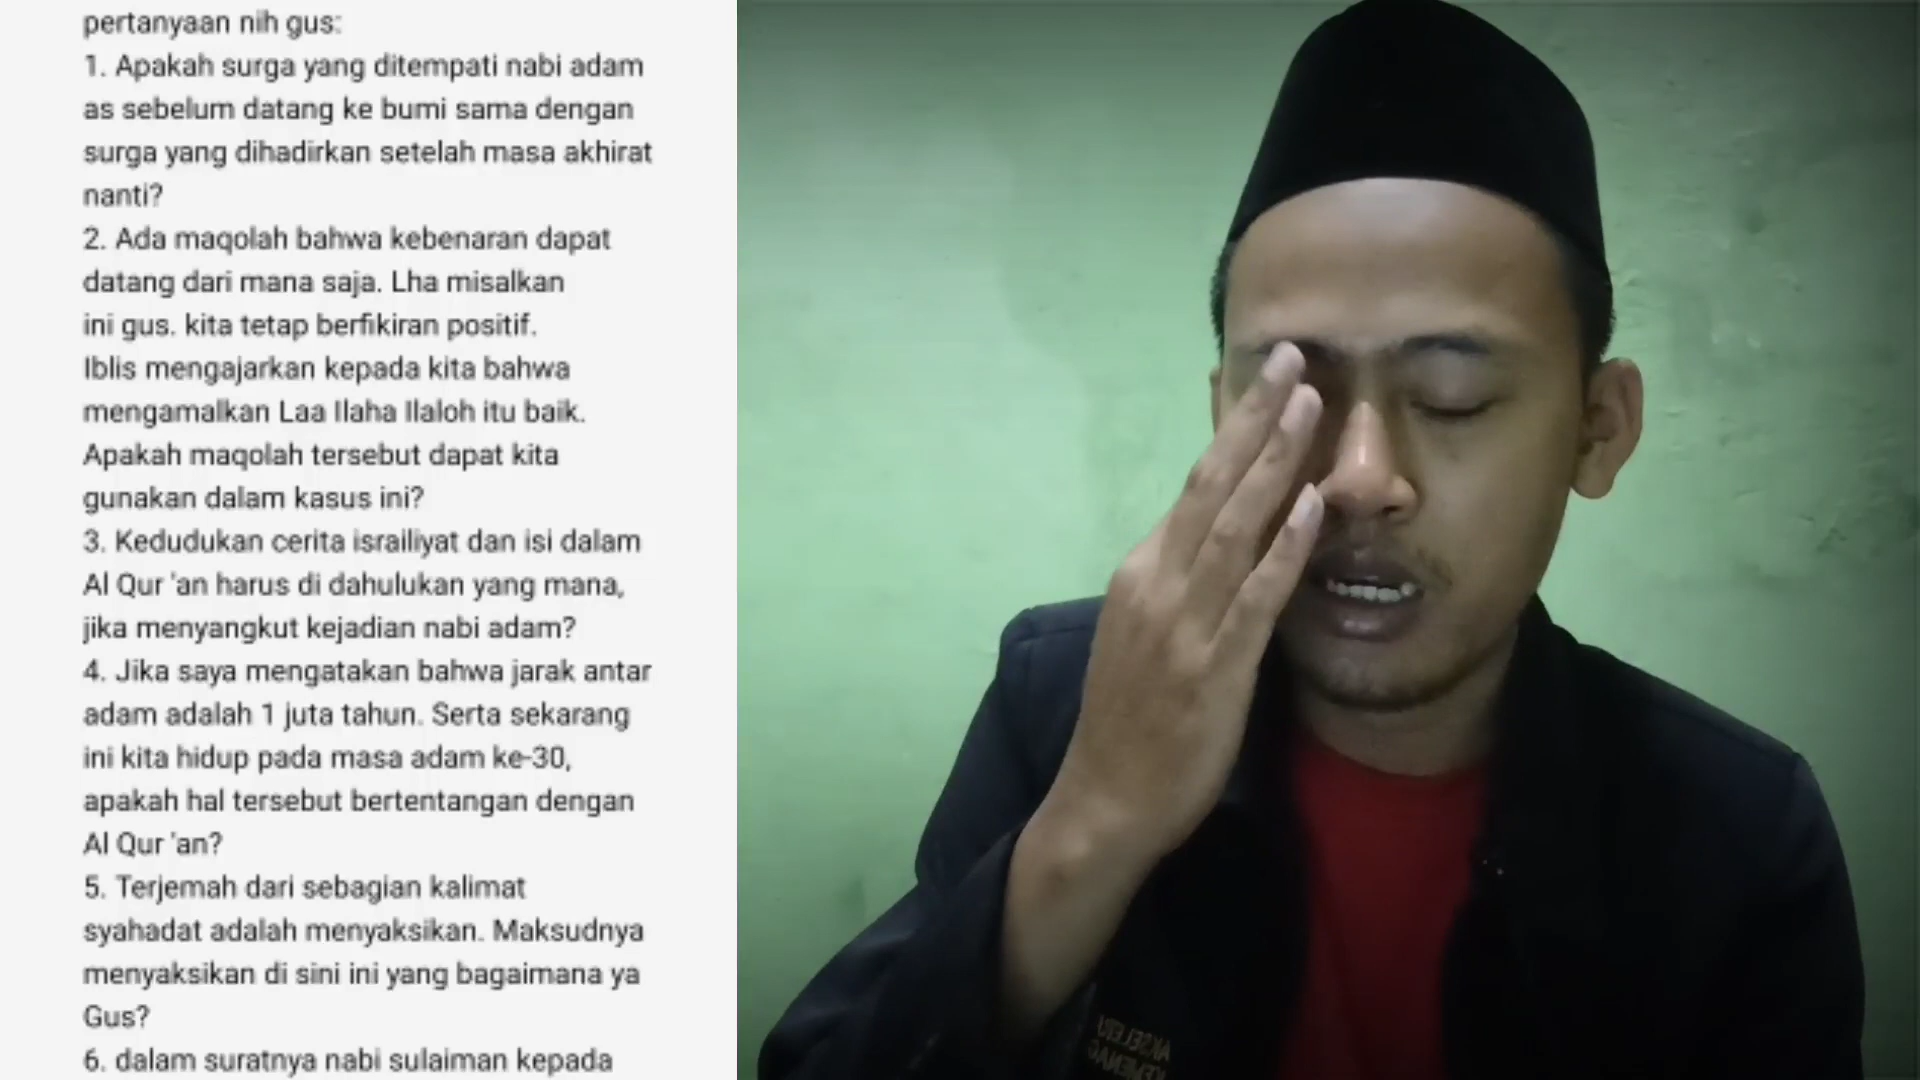 pertanyaan nih gus:
1. Apakah surga yang ditempati nabi adam
as sebelum datang ke bumi sama dengan
surga yang dihadirkan setelah masa akhirat
nanti?
2. Ada maqolah bahwa kebenaran dapat
datang dari mana saja. Lha misalkan
ini gus. kita tetap berfikiran positif.
Iblis mengajarkan kepada kita bahwa
mengamalkan Laa Ilaha Ilaloh itu baik.
Apakah maqolah tersebut dapat kita
gunakan dalam kasus ini?
3. Kedudukan cerita israiliyat dan isi dalam
Al Qur 'an harus di dahulukan yang mana,
jika menyangkut kejadian nabi adam?
4. Jika saya mengatakan bahwa jarak antar
adam adalah 1 juta tahun. Serta sekarang
ini kita hidup pada masa adam ke-30,
apakah hal tersebut bertentangan dengan
Al Qur 'an?
5. Terjemah dari sebagian kalimat
syahadat adalah menyaksikan. Maksudnya
menyaksikan di sini ini yang bagaimana ya
Gus?
6. dalam suratnya nabi sulaiman kepada